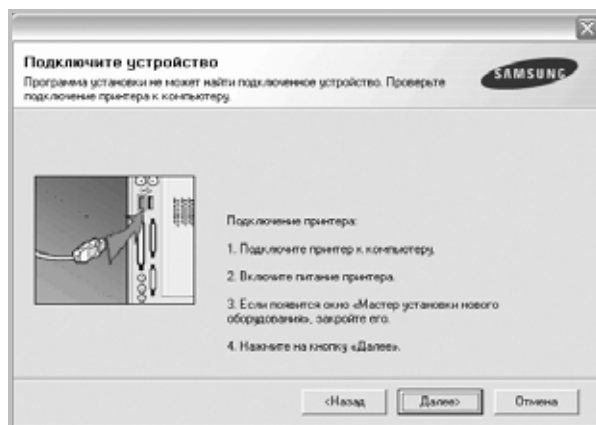 Подключите устройство
Программа установки не может найти подключенное устройство. Проверьте
подключение принтера к компьютеру.
SAMSUNG
Подключение принтера:
1. Подключите принтер к компьютеру.
2. Включите питание принтера.
3. Если появится окно «Мастер установки нового
оборудования», закройте его.
4. Нажмите на кнопку «Далее».
<Назад
Далее>
Отмена